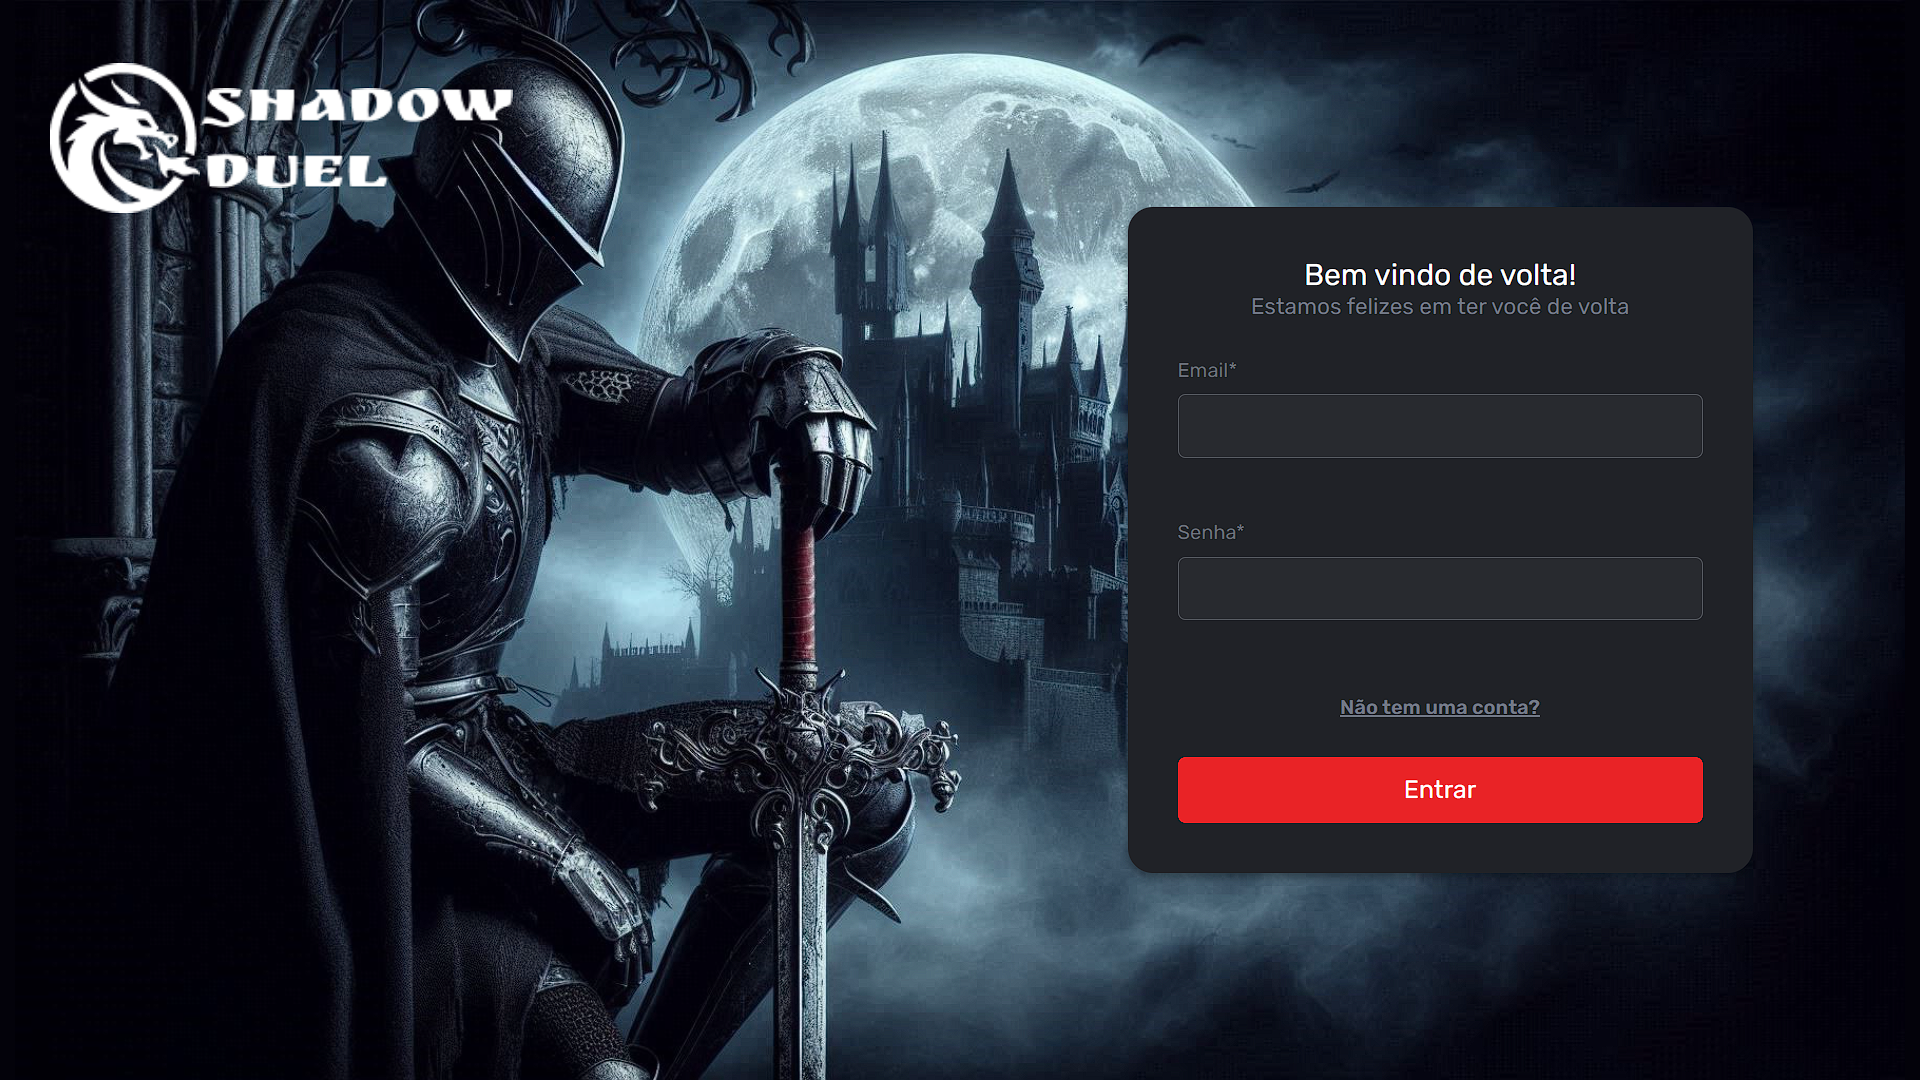 SHADOW
DUEL
Bem vindo de volta!
Estamos felizes em ter você de volta
Email*
Senha*
Não tem uma conta?
Entrar